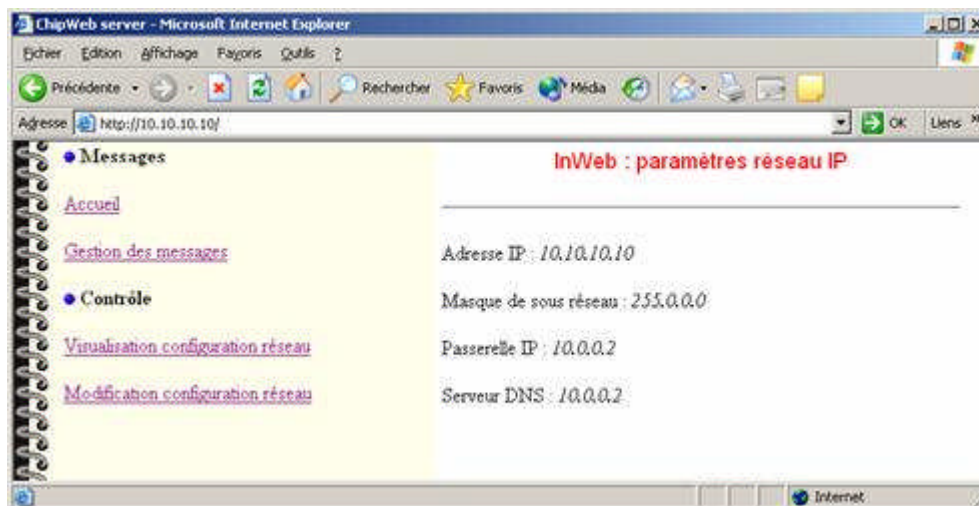 ChipWeb server - Microsoft Internet Explorer
Fichier Edition Affichage Favoris Outils ?
Précédente Rechercher Favoris Média
Adresse http://10.10.10.10/ OK Liens »
Messages
Accueil
Gestion des messages
Contrôle
Visualisation configuration réseau
Modification configuration réseau
InWeb : paramètres réseau IP
Adresse IP : 10.10.10.10
Masque de sous réseau : 255.0.0.0
Passerelle IP : 10.0.0.2
Serveur DNS : 10.0.0.2
Internet